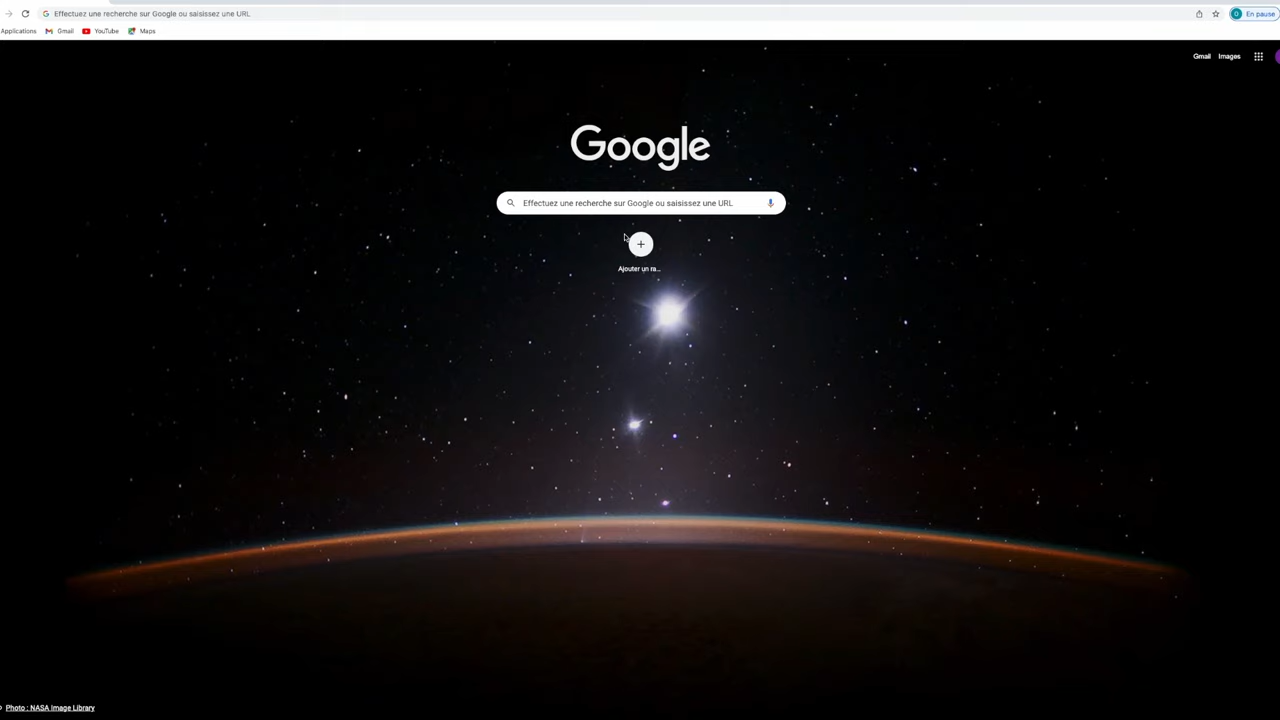 Effectuez une recherche sur Google ou saisissez une URL
En pause
Applications
Gmail
YouTube
Maps
Gmail
Images
Google
Effectuez une recherche sur Google ou saisissez une URL
Ajouter un ra...
Photo : NASA Image Library